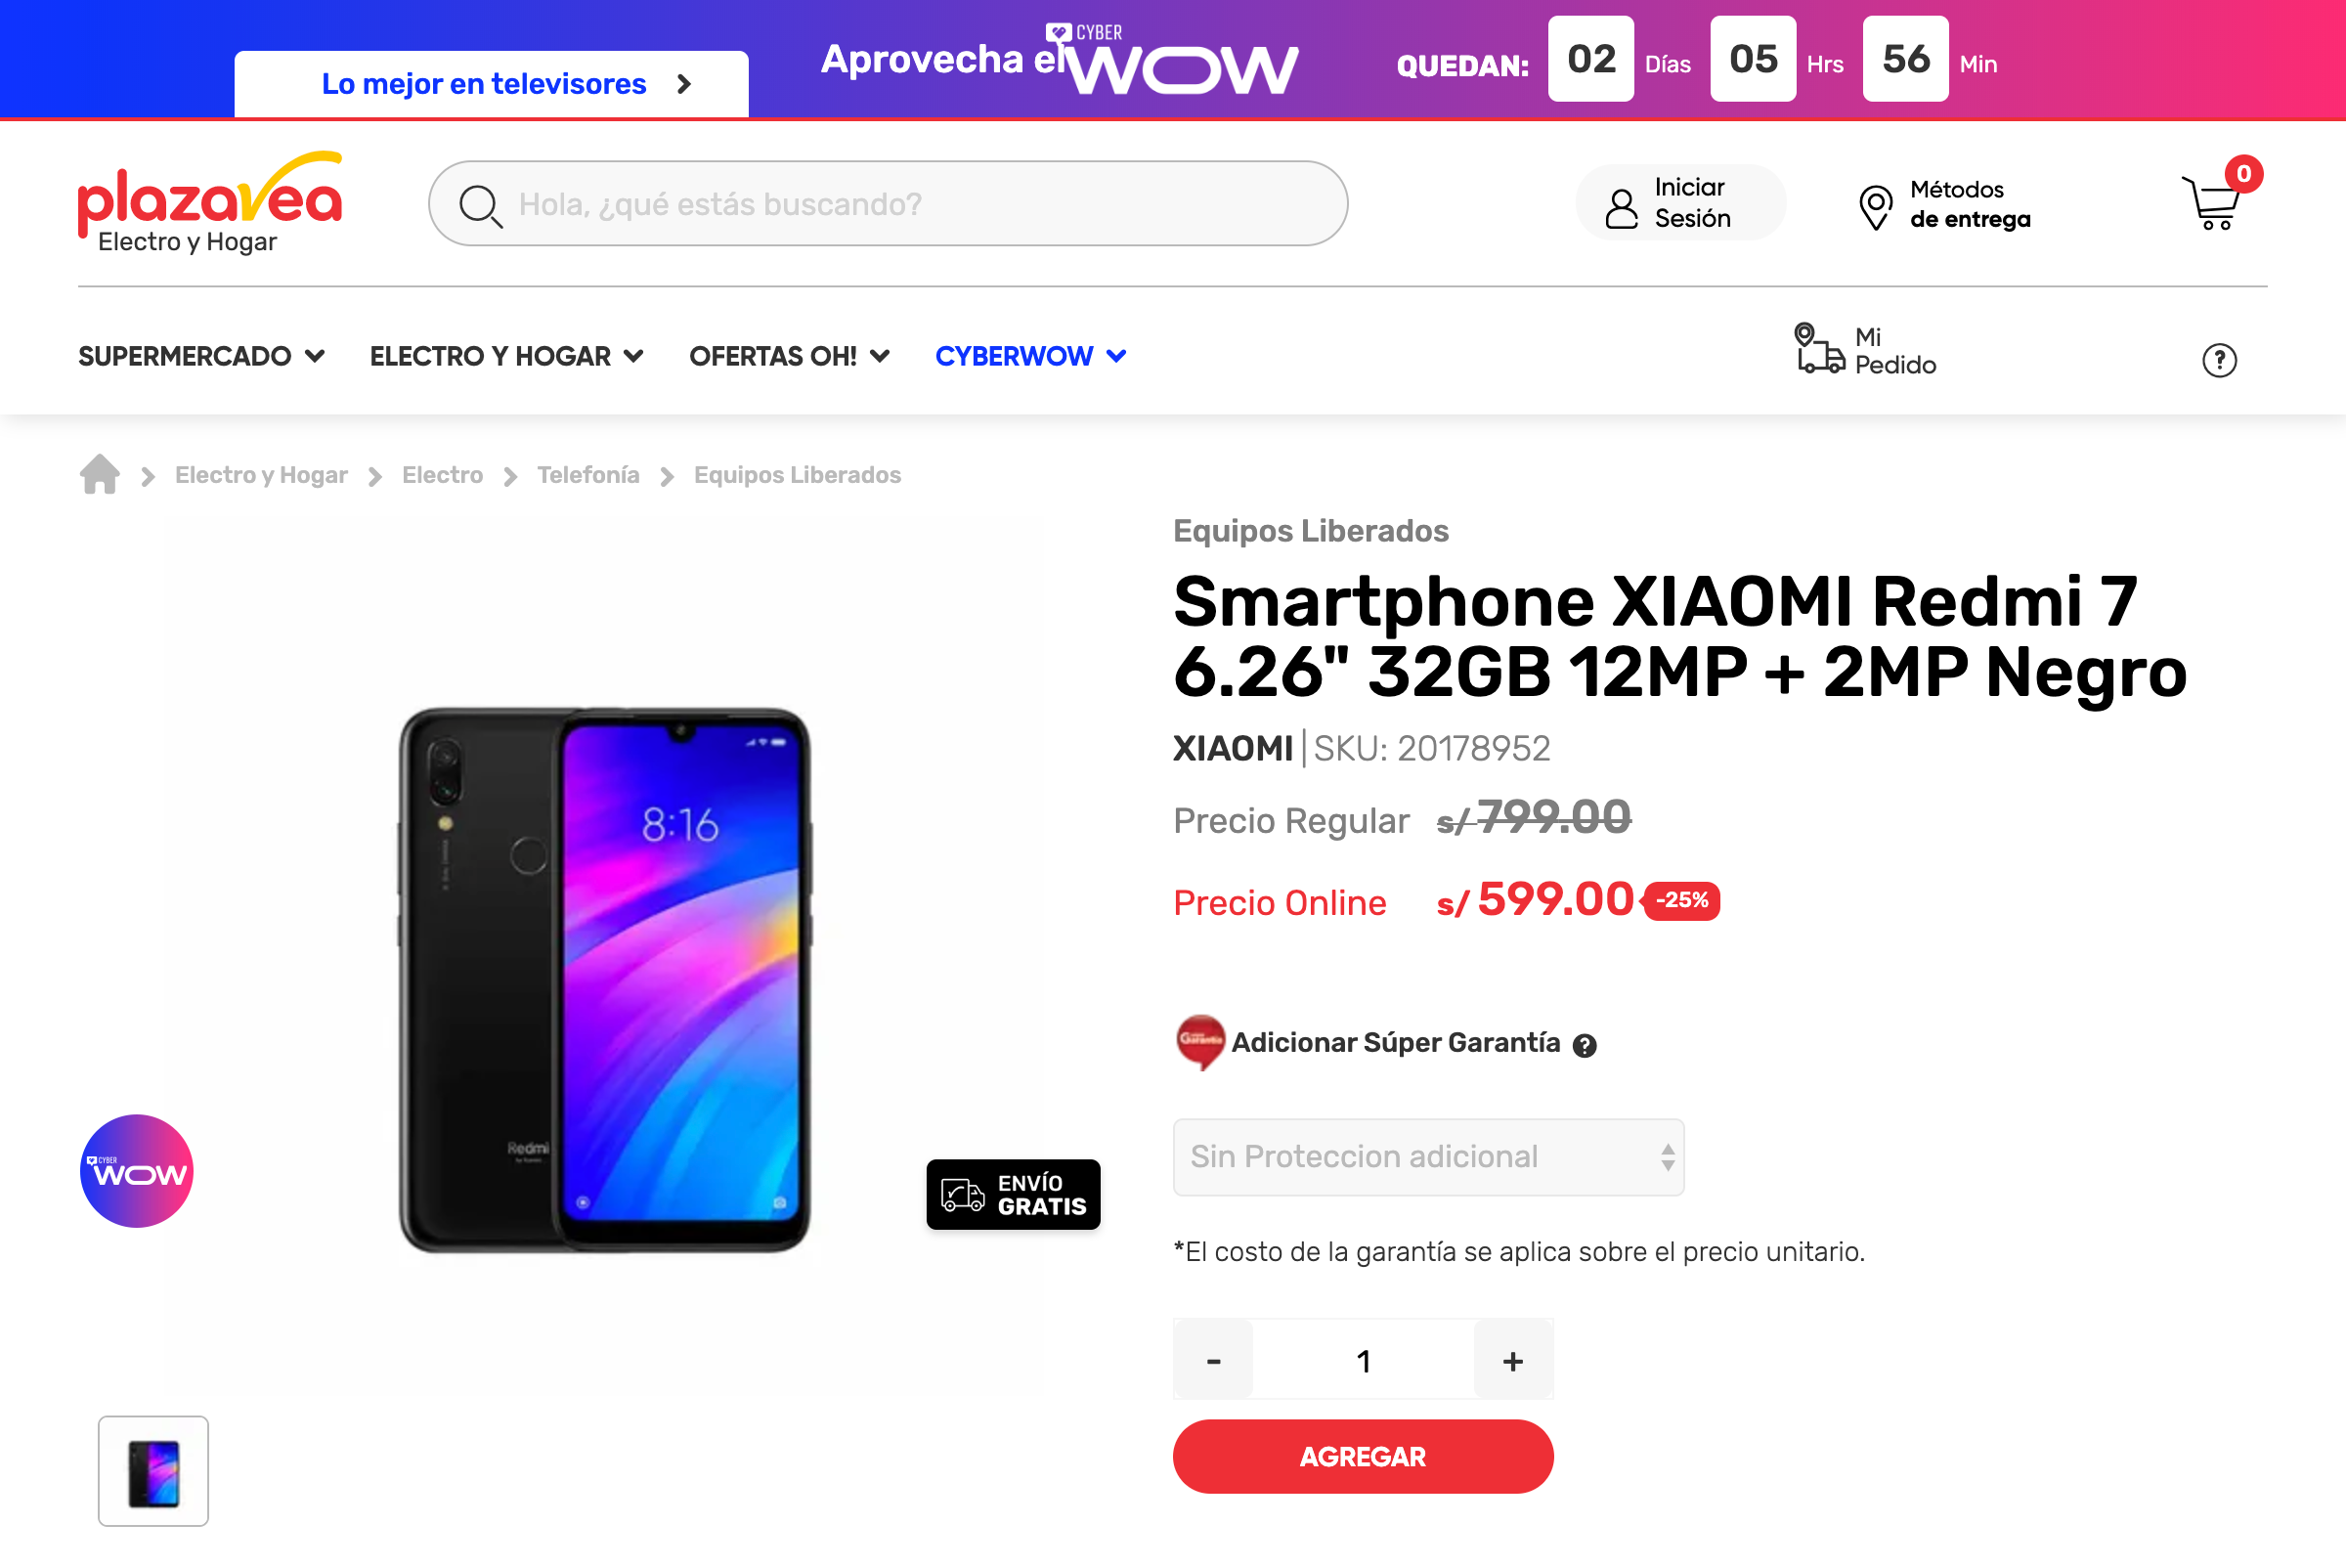 Lo mejor en televisores
Aprovecha el CYBER WOW
QUEDAN: 02 Días 05 Hrs 56 Min
plazavea
Electro y Hogar
Hola, ¿qué estás buscando?
Iniciar
Sesión
Métodos
de entrega
0
SUPERMERCADO ELECTRO Y HOGAR OFERTAS OH! CYBERWOW
Mi
Pedido
?
Electro y Hogar Electro Telefonía Equipos Liberados
Equipos Liberados
Smartphone XIAOMI Redmi 7
6.26" 32GB 12MP + 2MP Negro
XIAOMI | SKU: 20178952
Precio Regular s/ 799.00
Precio Online s/ 599.00 -25%
8:16
Redmi
CYBER
WOW
ENVÍO
GRATIS
Garantía
Adicionar Súper Garantía ?
Sin Proteccion adicional
*El costo de la garantía se aplica sobre el precio unitario.
- 1 +
AGREGAR